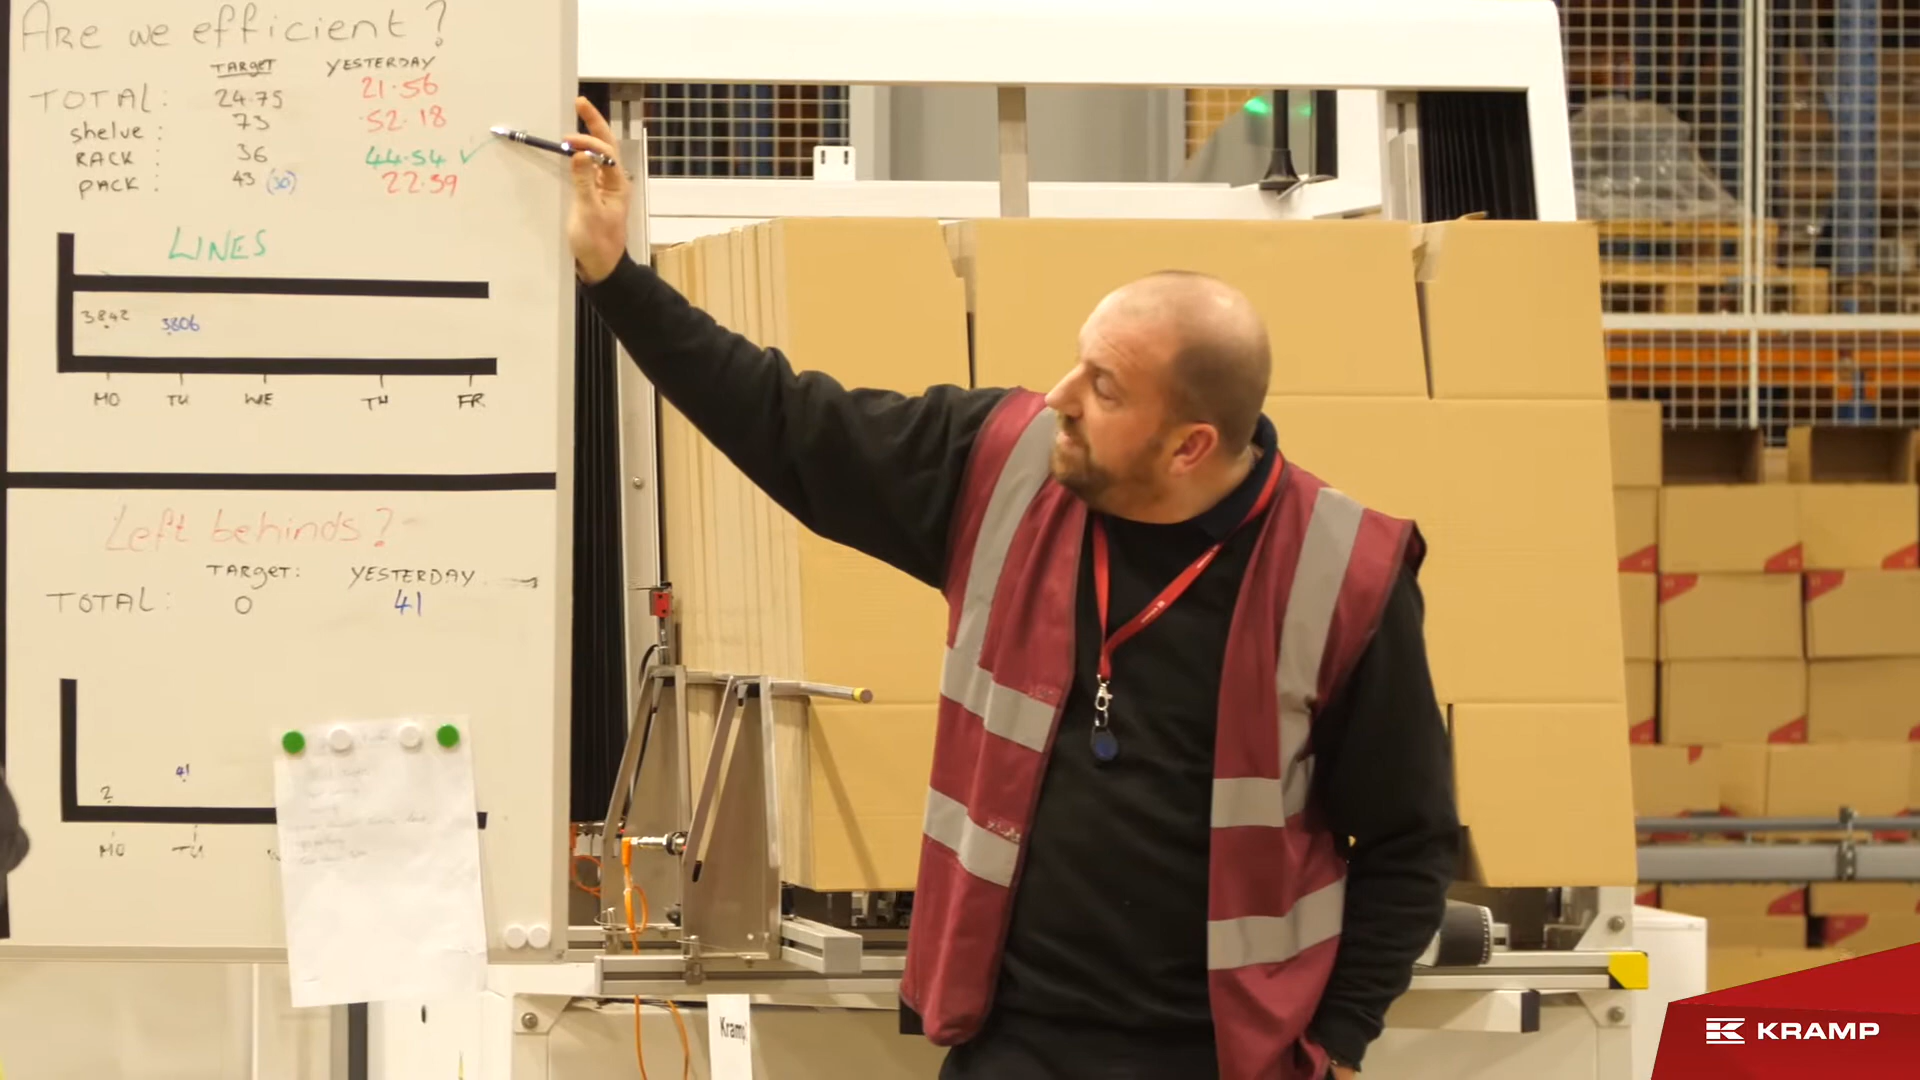 Are we efficient?
TARGET YESTERDAY
TOTAL: 24.75 21.56
shelve: 73 52.18
RACK: 36 44.54 ✓
PACK: 43 (30) 22.59
LINES
3842 3806
MO TU WE TH FR
Left behinds?
TARGET: YESTERDAY
TOTAL: 0 41
2 41
MO TU
Kramp
KRAMP